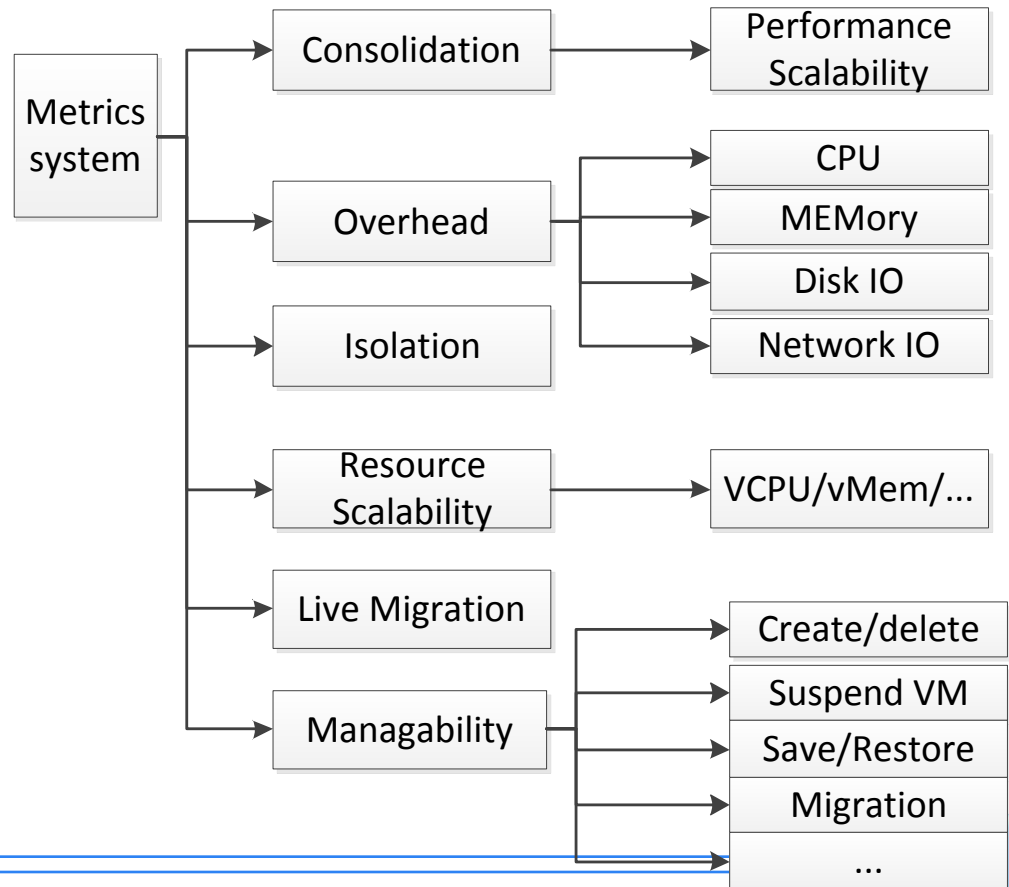 Metrics
system
Consolidation
Performance
Scalability
Overhead
CPU
MEMory
Disk IO
Network IO
Isolation
Resource
Scalability
VCPU/vMem/...
Live Migration
Managability
Create/delete
Suspend VM
Save/Restore
Migration
...